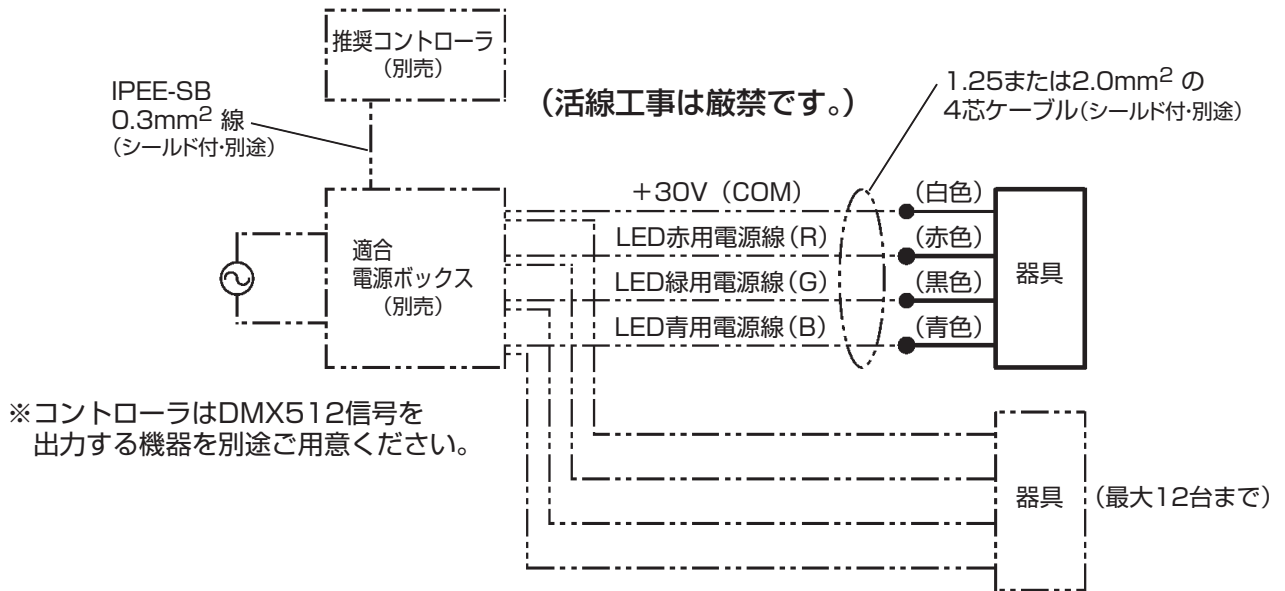 推奨コントローラ
(別売)
IPEE-SB
0.3mm² 線
(シールド付・別途)
(活線工事は厳禁です。)
1.25または2.0mm² の
4芯ケーブル(シールド付・別途)
適合
電源ボックス
(別売)
+30V (COM)
(白色)
LED赤用電源線(R)
(赤色)
LED緑用電源線(G)
(黒色)
LED青用電源線(B)
(青色)
器具
※コントローラはDMX512信号を
出力する機器を別途ご用意ください。
器具
(最大12台まで)